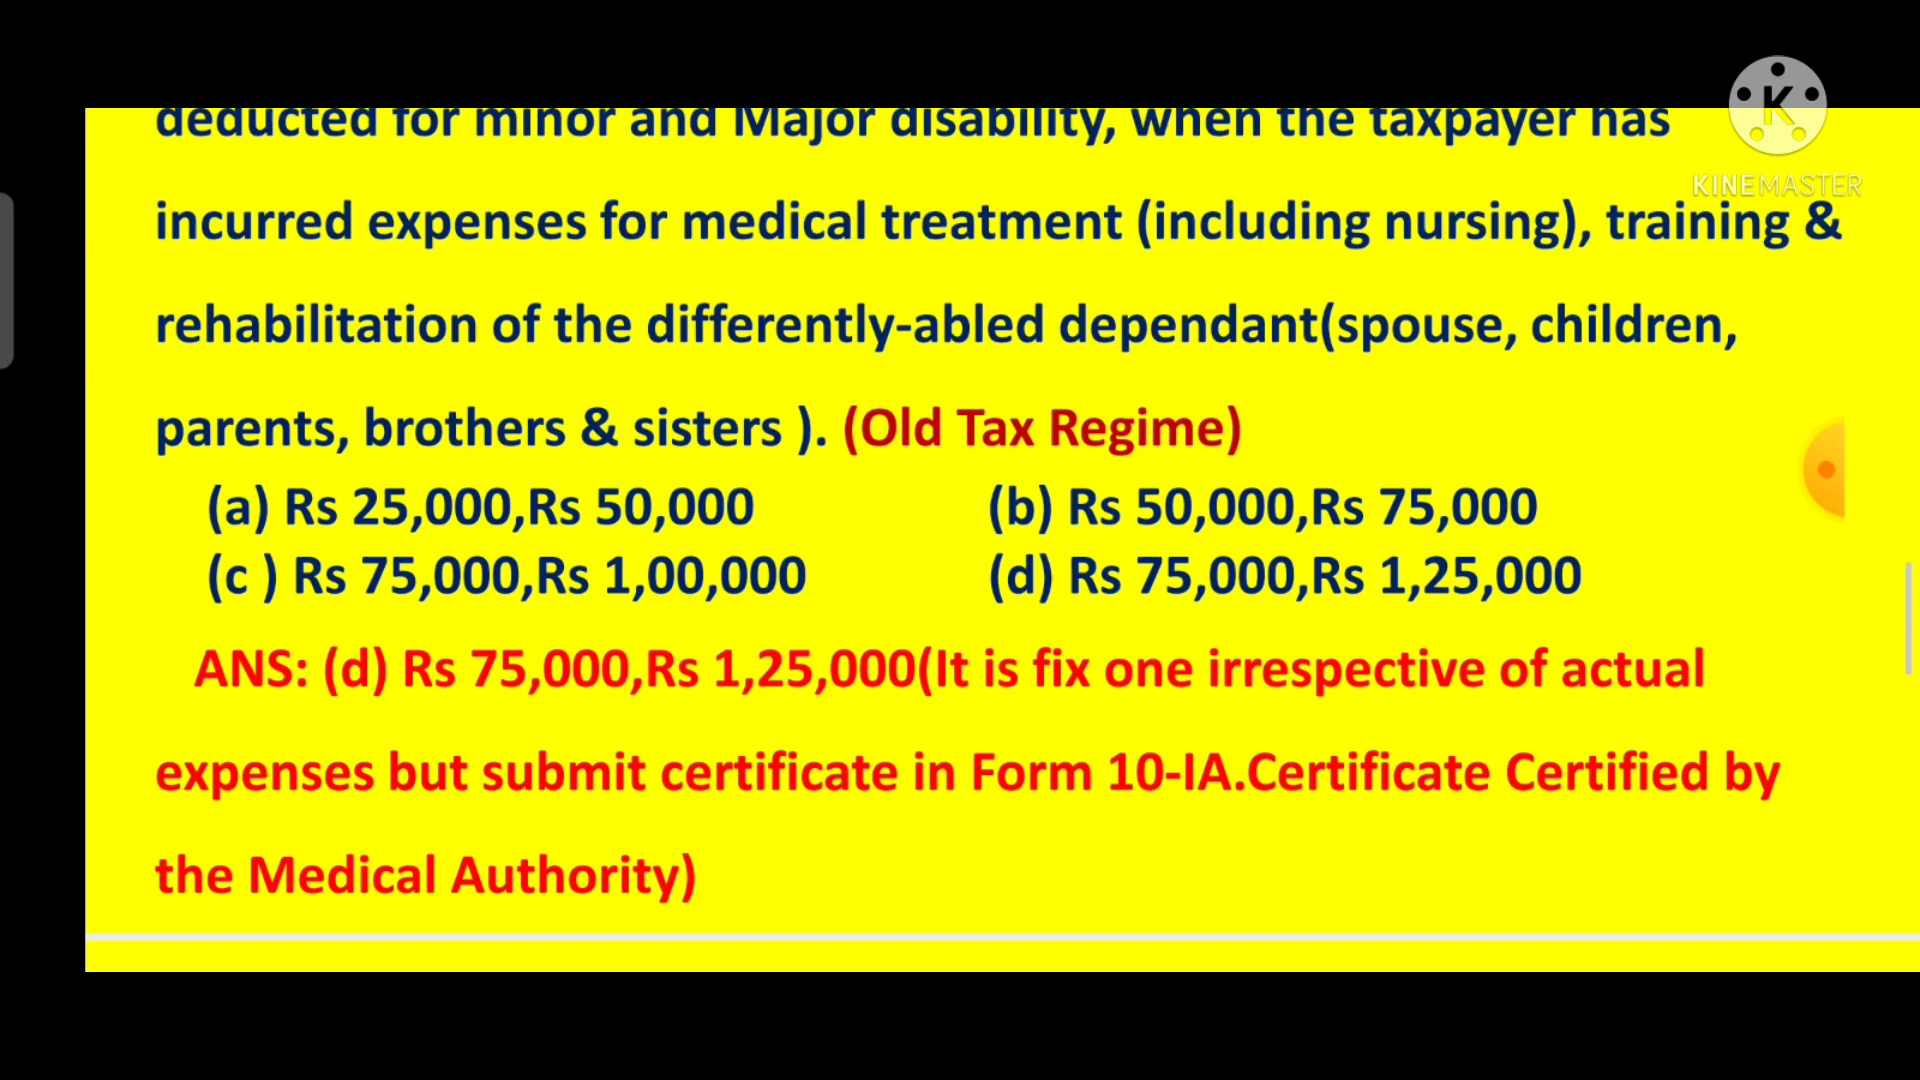 deducted for minor and Major disability, when the taxpayer has
K
KINEMASTER
incurred expenses for medical treatment (including nursing), training &
rehabilitation of the differently-abled dependant(spouse, children,
parents, brothers & sisters ). (Old Tax Regime)
(a) Rs 25,000,Rs 50,000 (b) Rs 50,000,Rs 75,000
(c ) Rs 75,000,Rs 1,00,000 (d) Rs 75,000,Rs 1,25,000
ANS: (d) Rs 75,000,Rs 1,25,000(It is fix one irrespective of actual
expenses but submit certificate in Form 10-IA.Certificate Certified by
the Medical Authority)